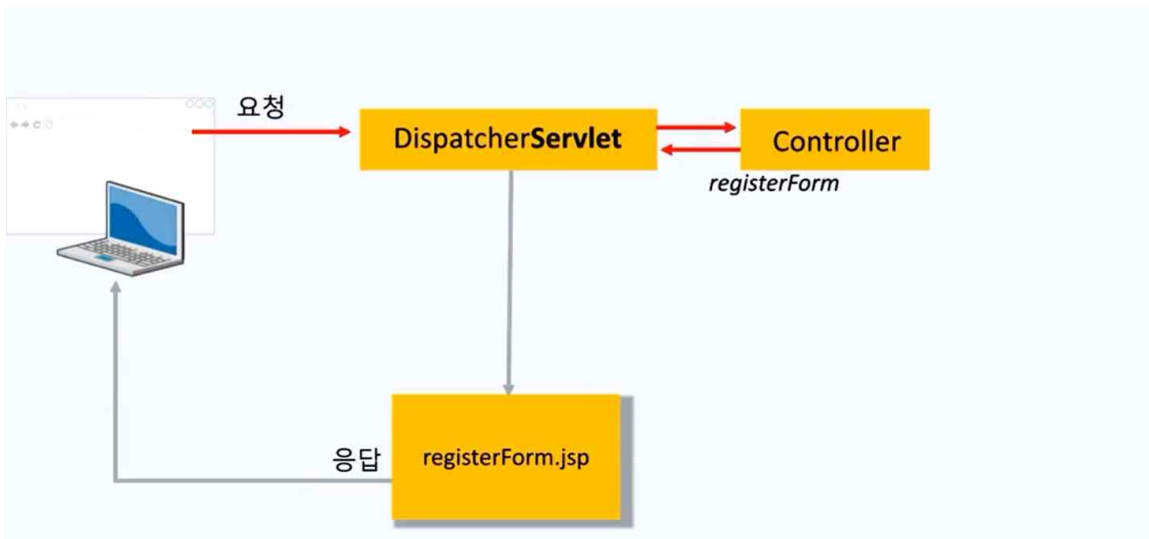 요청
DispatcherServlet
Controller
registerForm
응답
registerForm.jsp